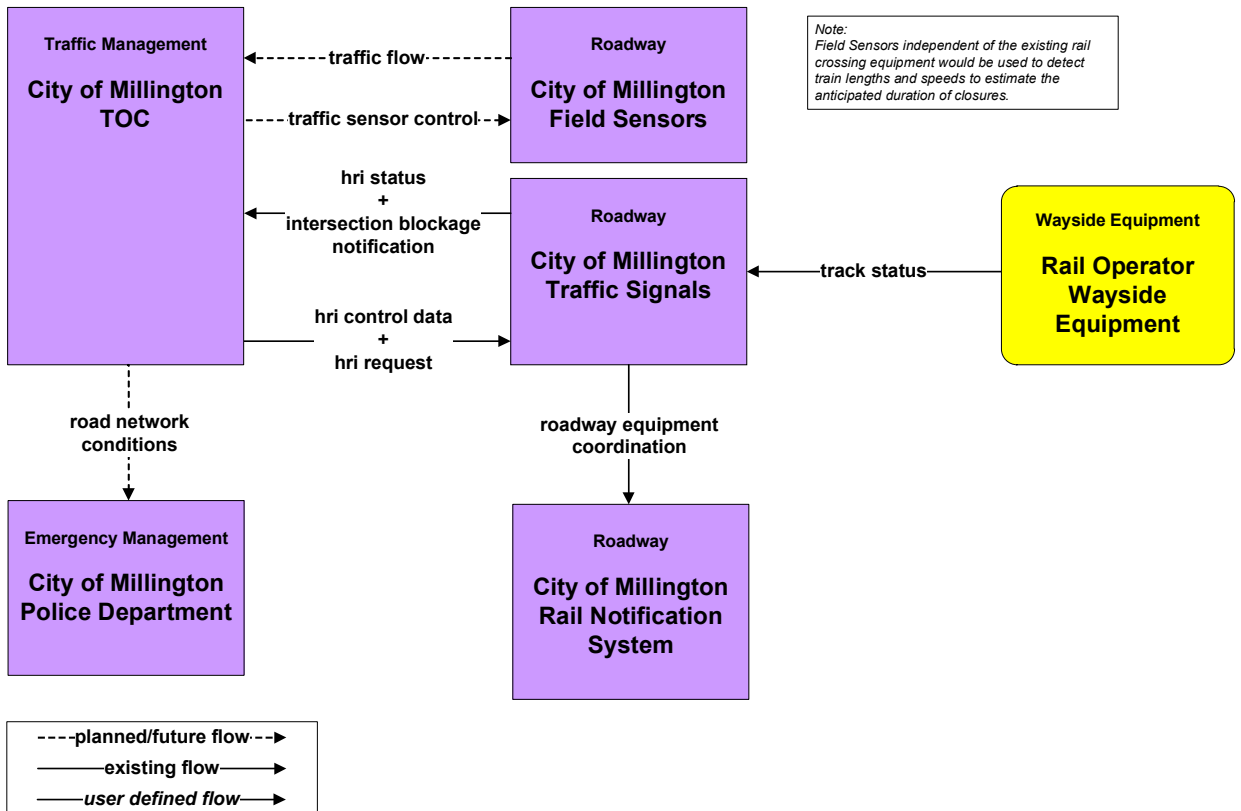 Traffic Management
City of Millington
TOC
traffic flow
traffic sensor control
Roadway
City of Millington
Field Sensors
Note:
Field Sensors independent of the existing rail
crossing equipment would be used to detect
train lengths and speeds to estimate the
anticipated duration of closures.
hri status
+
intersection blockage
notification
hri control data
+
hri request
Roadway
City of Millington
Traffic Signals
track status
Wayside Equipment
Rail Operator
Wayside
Equipment
road network
conditions
roadway equipment
coordination
Emergency Management
City of Millington
Police Department
Roadway
City of Millington
Rail Notification
System
planned/future flow
existing flow
user defined flow